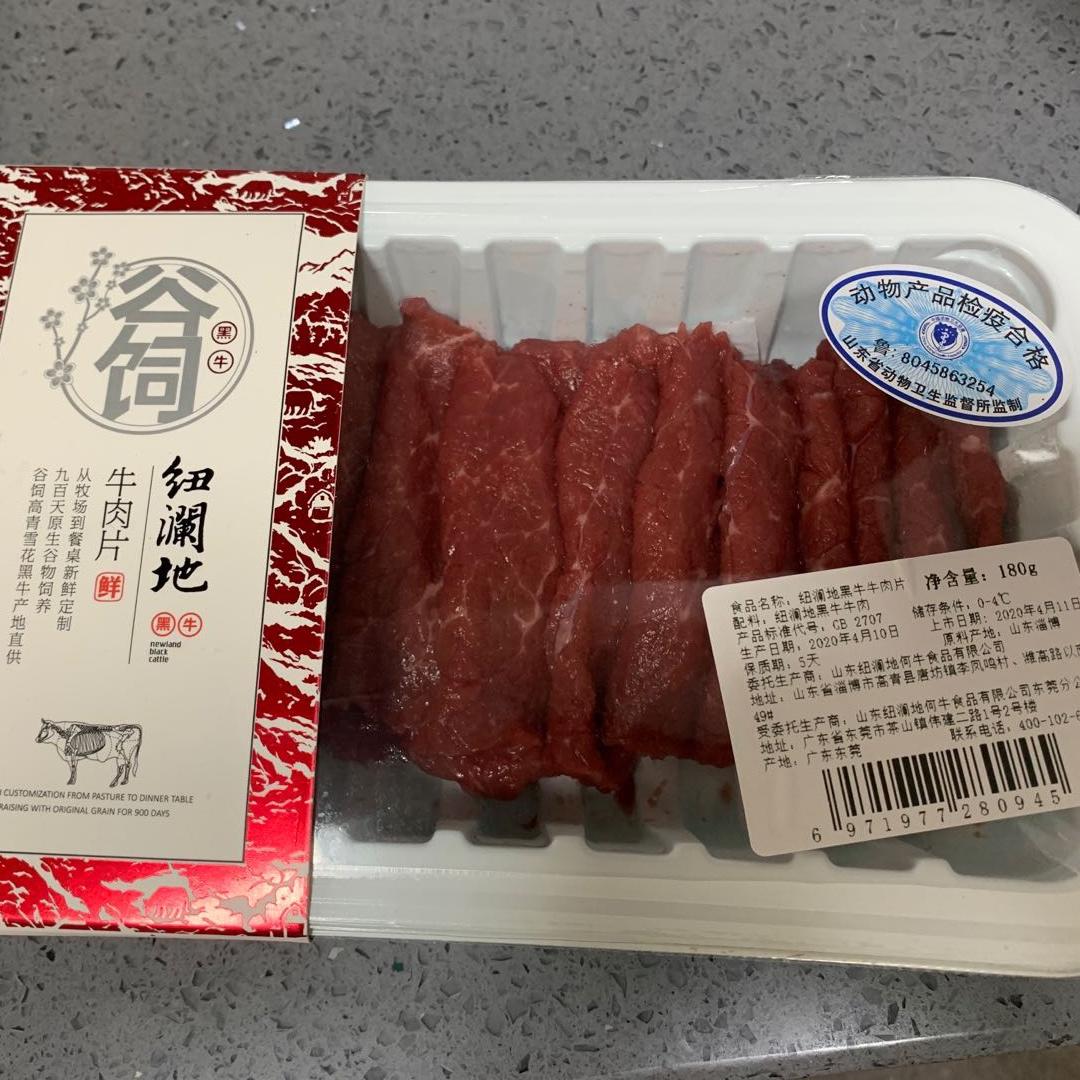 谷饲
黑牛
纽澜地
黑牛
newland
black
cattle
牛肉片
鲜
从牧场到餐桌新鲜定制
九百天原生谷物饲养
谷饲高青雪花黑牛产地直供
CUSTOMIZATION FROM PASTURE TO DINNER TABLE
RAISING WITH ORIGINAL GRAIN FOR 900 DAYS
动物产品检疫合格
鲁：8045863254
山东省动物卫生监督所监制
食品名称：纽澜地黑牛牛肉片 净含量：180g
配料：纽澜地黑牛牛肉 储存条件：0-4℃
产品标准代号：GB 2707 上市日期：2020年4月11日
生产日期：2020年4月10日 原料产地：山东淄博
保质期：5天
委托生产商：山东纽澜地何牛食品有限公司
地址：山东省淄博市高青县唐坊镇李凤鸣村、潍高路以西
49#
受委托生产商：山东纽澜地何牛食品有限公司东莞分公
地址：广东省东莞市茶山镇伟建二路1号2号楼
产地：广东东莞 联系电话：400-102-6
6 971977 280945